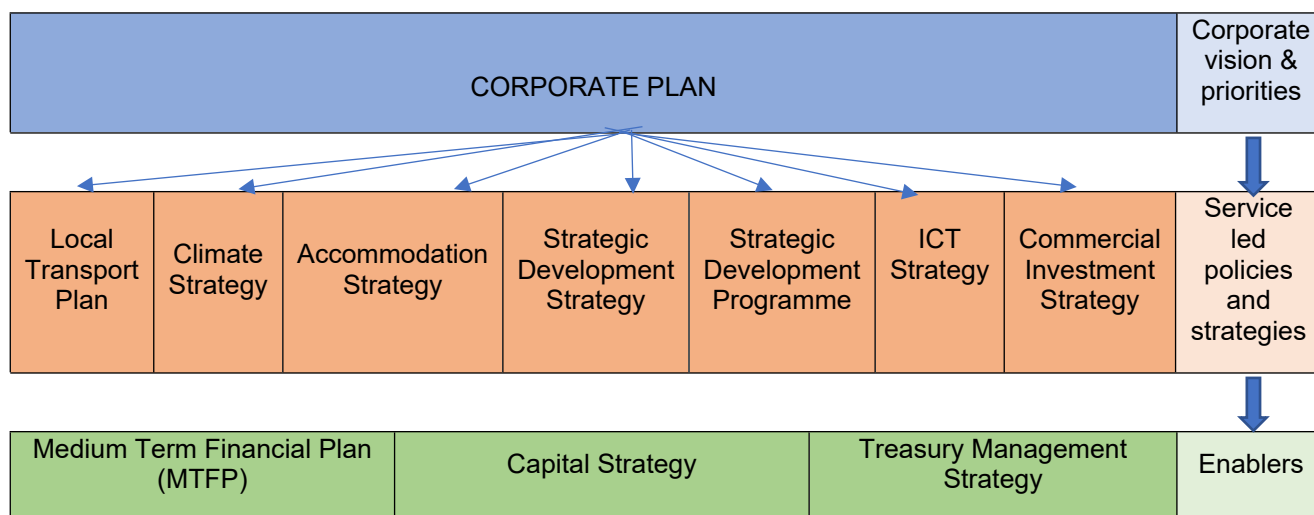 CORPORATE PLAN
Corporate
vision &
priorities
Local
Transport
Plan
Climate
Strategy
Accommodation
Strategy
Strategic
Development
Strategy
Strategic
Development
Programme
ICT
Strategy
Commercial
Investment
Strategy
Service
led
policies
and
strategies
Medium Term Financial Plan
(MTFP)
Capital Strategy
Treasury Management
Strategy
Enablers